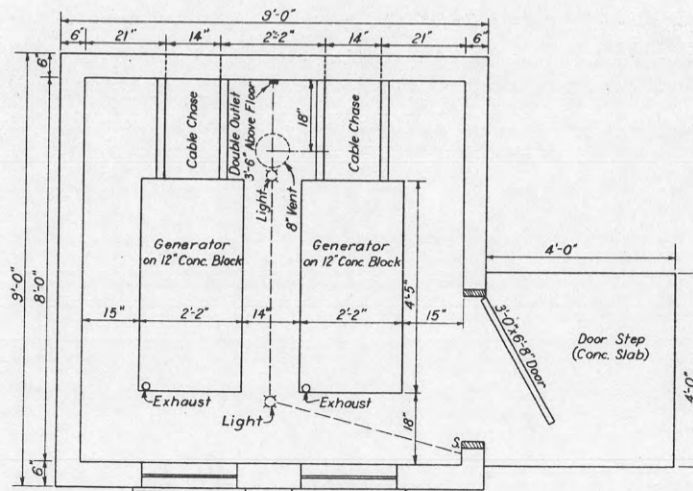 9'-0"
6" 21" 14" 2'-2" 14" 21" 6"
6"
Cable Chase
Double Outlet
3'-6" Above Floor
18"
Cable Chase
Light
8" Vent
Generator
on 12" Conc. Block
Generator
on 12" Conc. Block
4'-0"
9'-0"
8'-0"
4'-5"
15" 2'-2" 14" 2'-2" 15"
3'-0" x 6'-8" Door
Door Step
(Conc. Slab)
4'-0"
Exhaust
Exhaust
Light
18"
S.
6"